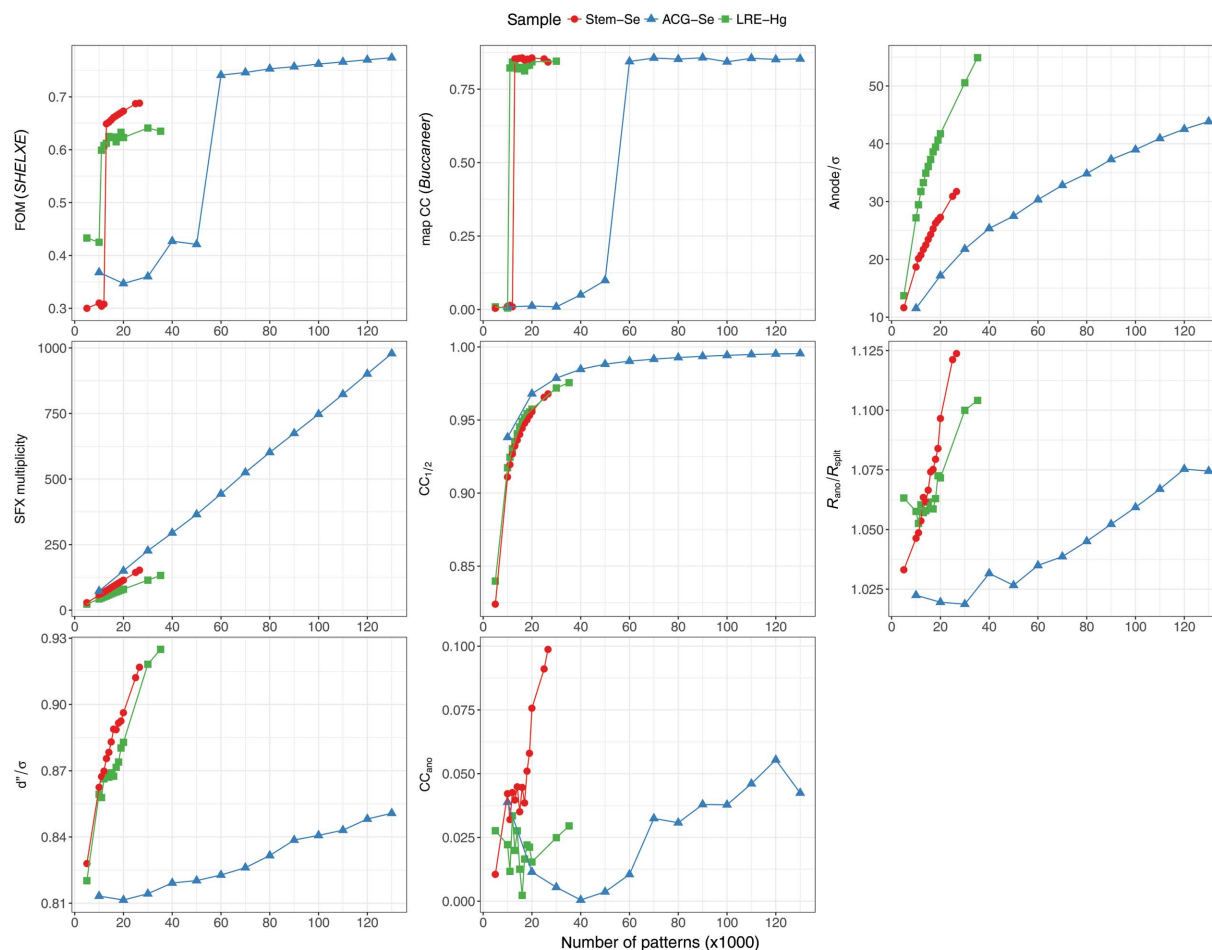 Sample Stem−Se ACG−Se LRE−Hg
FOM (SHELXE)
0.7
0.6
0.5
0.4
0.3
0 20 40 60 80 100 120
map CC (Buccaneer)
0.75
0.50
0.25
0.00
0 20 40 60 80 100 120
Anode/σ
50
40
30
20
10
0 20 40 60 80 100 120
SFX multiplicity
1000
750
500
250
0
0 20 40 60 80 100 120
CC1/2
1.00
0.95
0.90
0.85
0 20 40 60 80 100 120
Rano/Rsplit
1.125
1.100
1.075
1.050
1.025
0 20 40 60 80 100 120
d"/σ
0.93
0.90
0.87
0.84
0.81
0 20 40 60 80 100 120
CCano
0.100
0.075
0.050
0.025
0.000
0 20 40 60 80 100 120
Number of patterns (x1000)